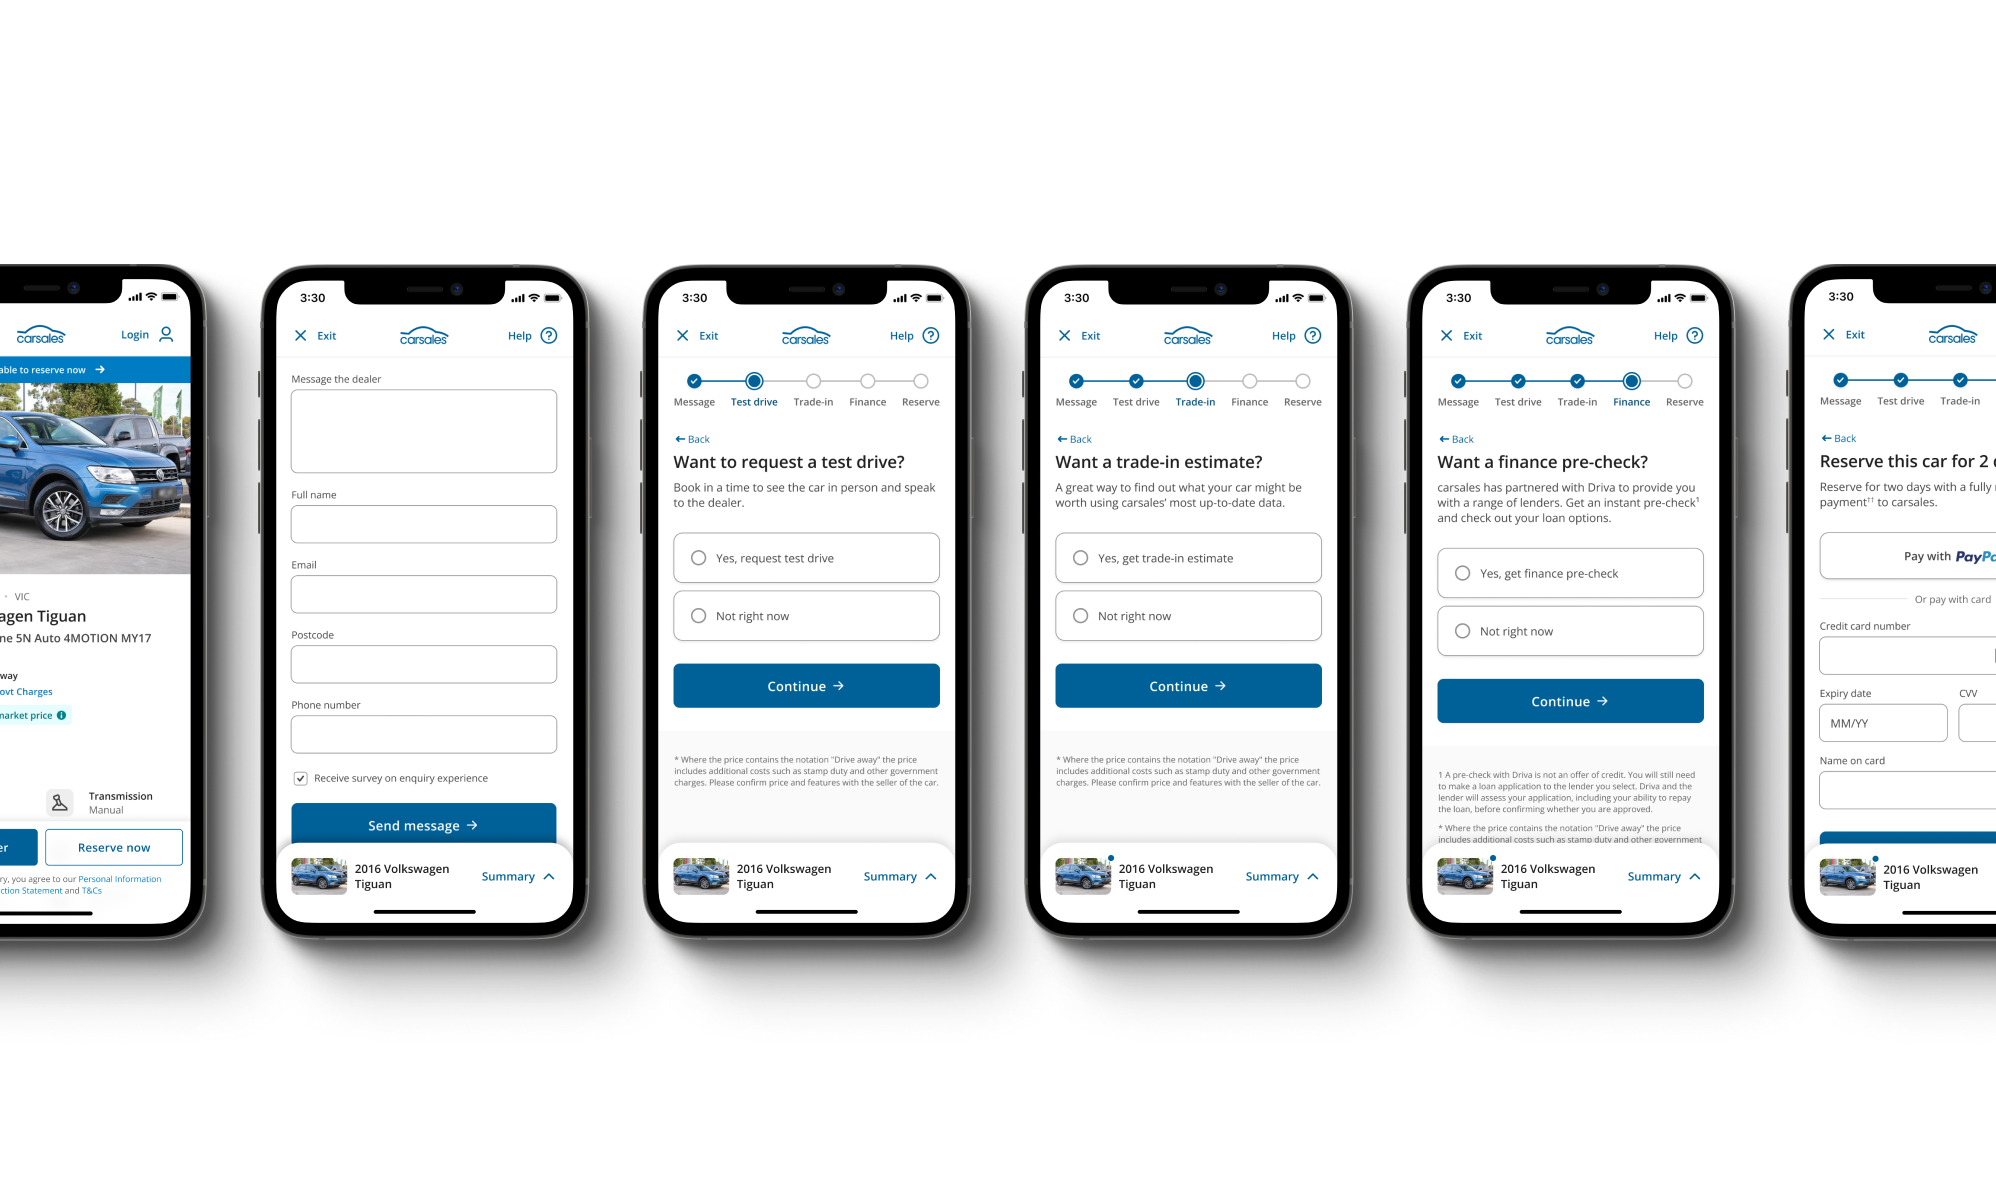 carsales
Login
able to reserve now
· VIC
agen Tiguan
ne 5N Auto 4MOTION MY17
way
ovt Charges
market price
Transmission
Manual
er
Reserve now
ry, you agree to our Personal Information
ction Statement and T&Cs
3:30
Exit
carsales
Help
Message the dealer
Full name
Email
Postcode
Phone number
Receive survey on enquiry experience
Send message
2016 Volkswagen
Tiguan
Summary
3:30
Exit
carsales
Help
Message Test drive Trade-in Finance Reserve
Back
Want to request a test drive?
Book in a time to see the car in person and speak
to the dealer.
Yes, request test drive
Not right now
Continue
* Where the price contains the notation "Drive away" the price
includes additional costs such as stamp duty and other government
charges. Please confirm price and features with the seller of the car.
2016 Volkswagen
Tiguan
Summary
3:30
Exit
carsales
Help
Message Test drive Trade-in Finance Reserve
Back
Want a trade-in estimate?
A great way to find out what your car might be
worth using carsales’ most up-to-date data.
Yes, get trade-in estimate
Not right now
Continue
* Where the price contains the notation "Drive away" the price
includes additional costs such as stamp duty and other government
charges. Please confirm price and features with the seller of the car.
2016 Volkswagen
Tiguan
Summary
3:30
Exit
carsales
Help
Message Test drive Trade-in Finance Reserve
Back
Want a finance pre-check?
carsales has partnered with Driva to provide you
with a range of lenders. Get an instant pre-check¹
and check out your loan options.
Yes, get finance pre-check
Not right now
Continue
1 A pre-check with Driva is not an offer of credit. You will still need
to make a loan application to the lender you select. Driva and the
lender will assess your application, including your ability to repay
the loan, before confirming whether you are approved.
* Where the price contains the notation "Drive away" the price
includes additional costs such as stamp duty and other government
2016 Volkswagen
Tiguan
Summary
3:30
Exit
carsales
Message Test drive Trade-in
Back
Reserve this car for 2
Reserve for two days with a fully
payment†† to carsales.
Pay with PayPa
Or pay with card
Credit card number
Expiry date CVV
MM/YY
Name on card
2016 Volkswagen
Tiguan